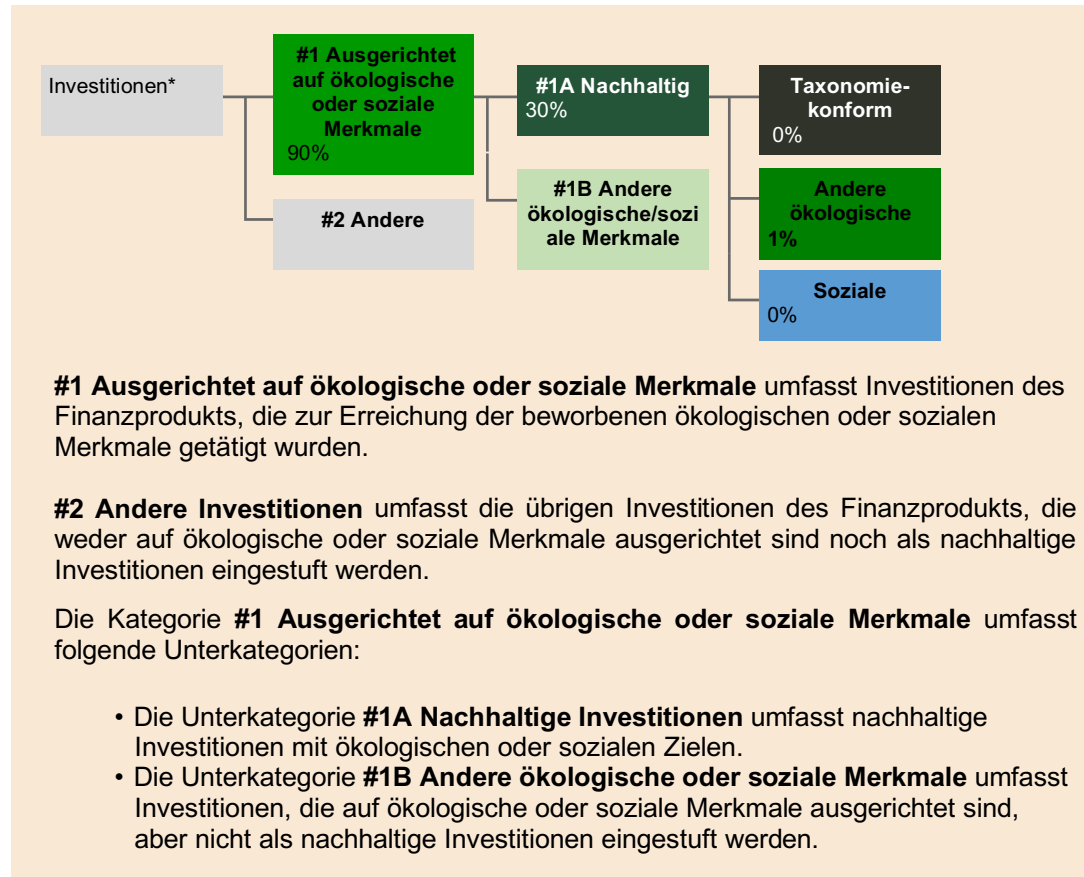 Investitionen*
#1 Ausgerichtet
auf ökologische
oder soziale
Merkmale
90%
#2 Andere
#1A Nachhaltig
30%
#1B Andere
ökologische/sozi
ale Merkmale
Taxonomie-
konform
0%
Andere
ökologische
1%
Soziale
0%
#1 Ausgerichtet auf ökologische oder soziale Merkmale umfasst Investitionen des
Finanzprodukts, die zur Erreichung der beworbenen ökologischen oder sozialen
Merkmale getätigt wurden.
#2 Andere Investitionen umfasst die übrigen Investitionen des Finanzprodukts, die
weder auf ökologische oder soziale Merkmale ausgerichtet sind noch als nachhaltige
Investitionen eingestuft werden.
Die Kategorie #1 Ausgerichtet auf ökologische oder soziale Merkmale umfasst
folgende Unterkategorien:
• Die Unterkategorie #1A Nachhaltige Investitionen umfasst nachhaltige
Investitionen mit ökologischen oder sozialen Zielen.
• Die Unterkategorie #1B Andere ökologische oder soziale Merkmale umfasst
Investitionen, die auf ökologische oder soziale Merkmale ausgerichtet sind,
aber nicht als nachhaltige Investitionen eingestuft werden.